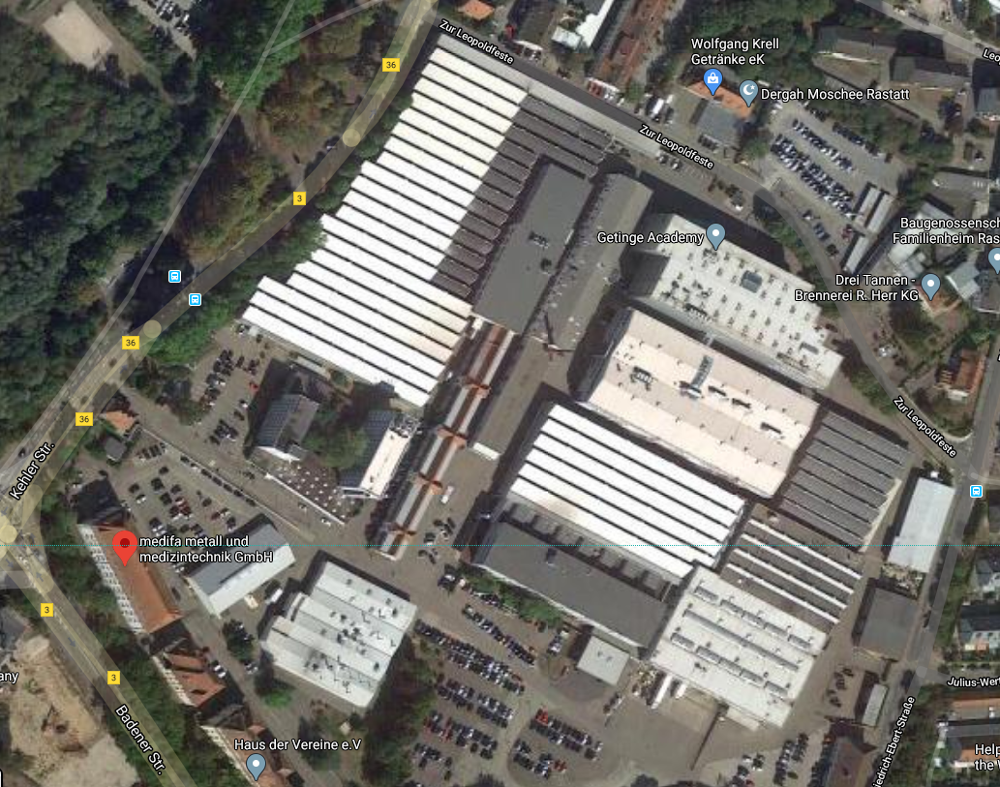 Zur Leopoldfeste
36
Wolfgang Krell
Getränke eK
Leo
Dergah Moschee Rastatt
Zur Leopoldfeste
3
Getinge Academy
Baugenossensch
Familienheim Ras
Drei Tannen -
Brennerei R. Herr KG
36
36
Zur Leopoldfeste
Kehler Str.
medifa metall und
medizintechnik GmbH
3
any
3
Julius-Wer
Badener Str.
iedrich-Ebert-Straße
Haus der Vereine e.V
Help
the